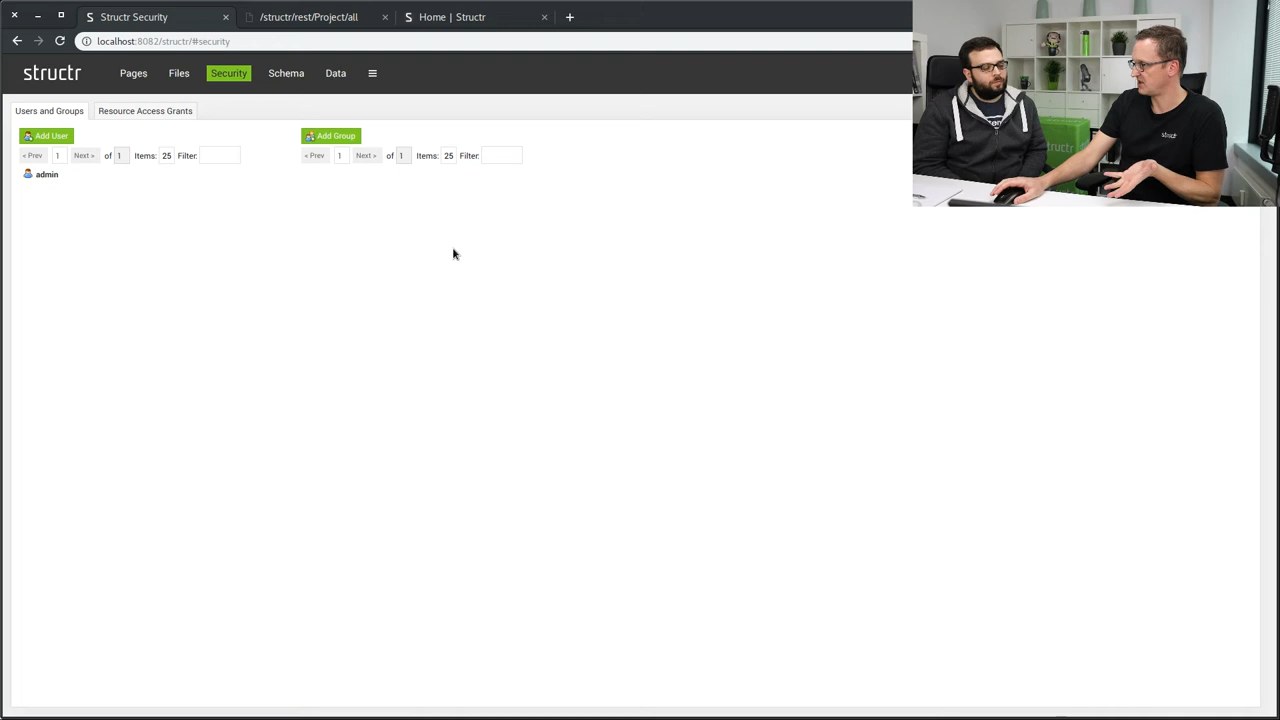 Structr Security
/structr/rest/Project/all
Home | Structr
localhost:8082/structr/#security
structr
Pages
Files
Security
Schema
Data
Users and Groups
Resource Access Grants
Add User
Add Group
< Prev 1 Next > of 1 Items: 25 Filter:
< Prev 1 Next > of 1 Items: 25 Filter:
admin
structr
structr